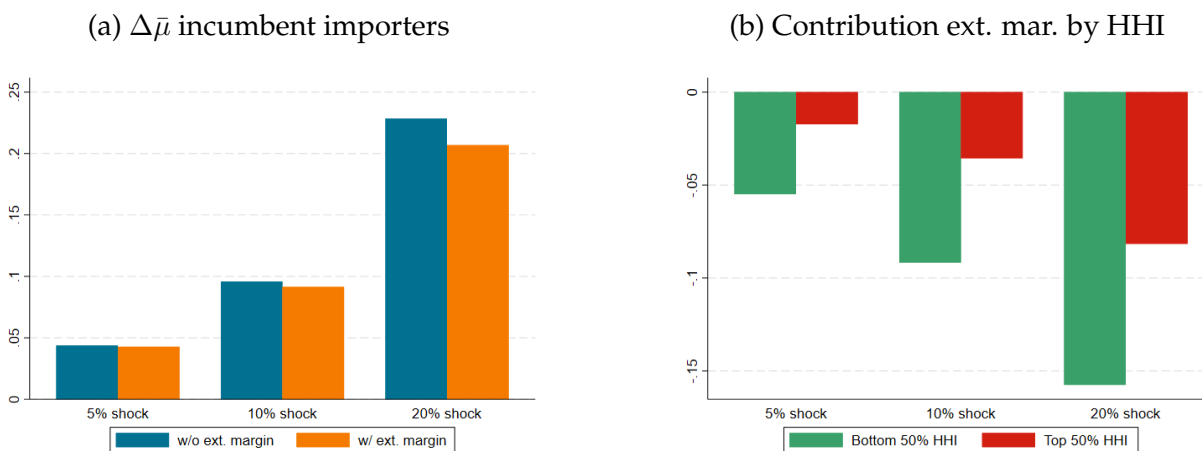 (a) Δμ̄ incumbent importers
.25
.2
.15
.1
.05
0
5% shock 10% shock 20% shock
w/o ext. margin w/ ext. margin
(b) Contribution ext. mar. by HHI
0
-.05
-.1
-.15
5% shock 10% shock 20% shock
Bottom 50% HHI Top 50% HHI